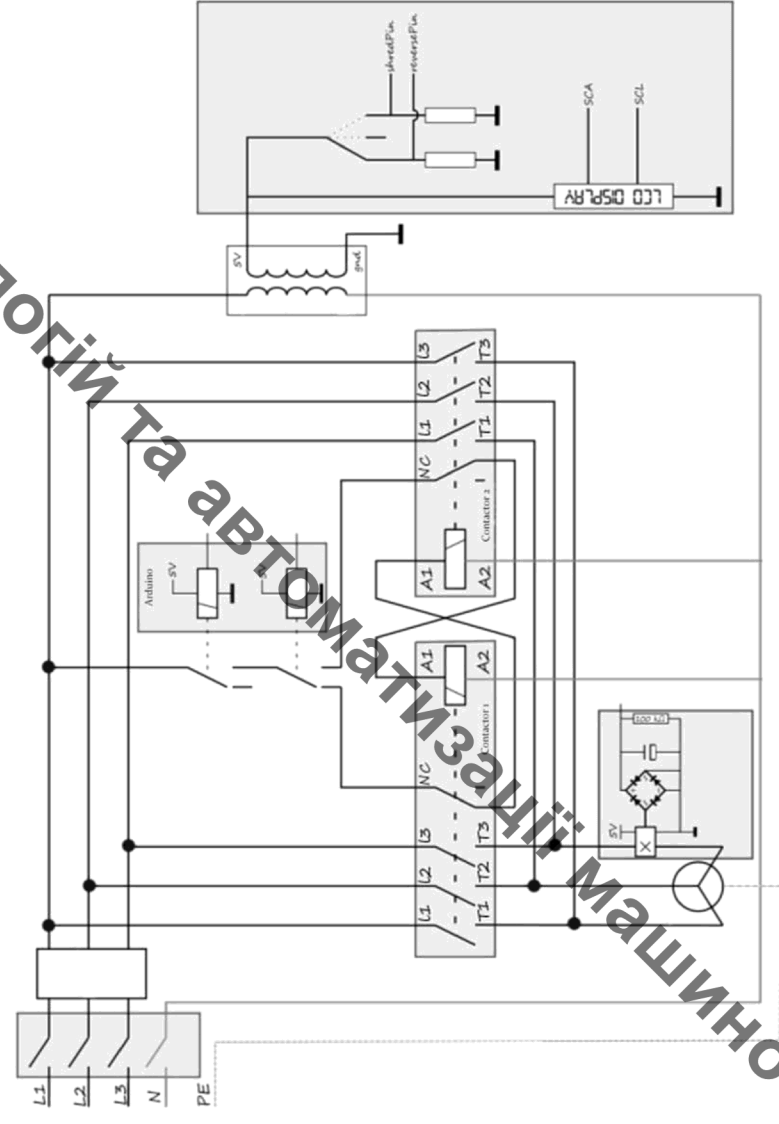 shredPin
reversePin
SCA
SCL
LCD DISPLAY
5V
gnd
L3
L2
L1
NC
T3
T2
T1
Contactor 2
A1
A2
Arduino
5V
A1
A2
Contactor 1
NC
L3
L2
L1
T3
T2
T1
5V
X
L1
L2
L3
N
PE
логій та автоматизації машино